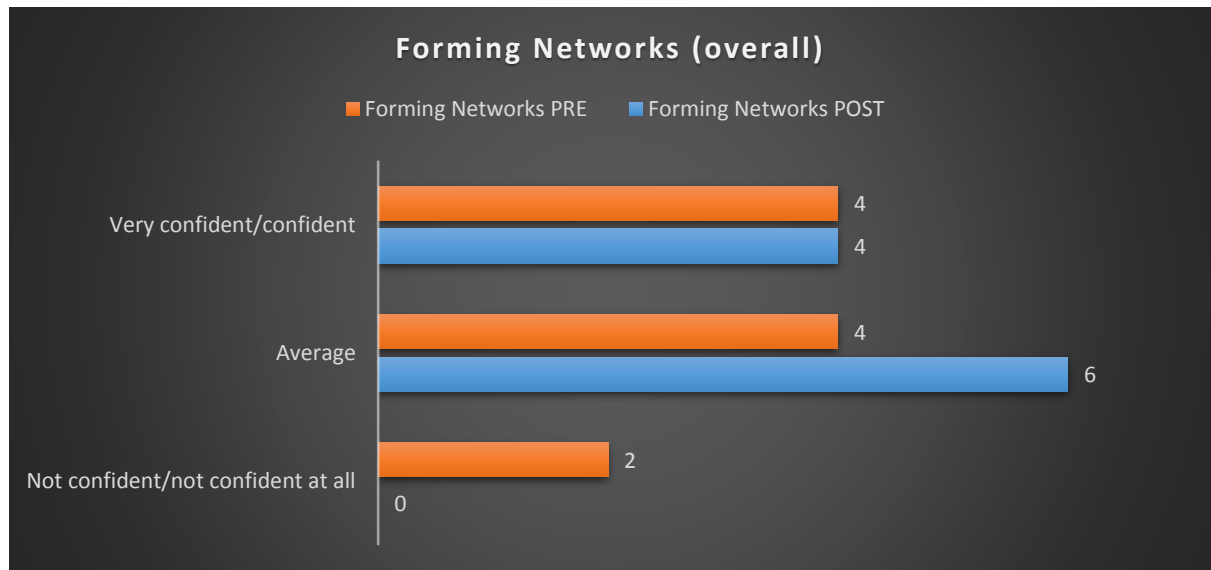 Forming Networks (overall)
Forming Networks PRE Forming Networks POST
Very confident/confident
4
4
Average
4
6
Not confident/not confident at all
2
0